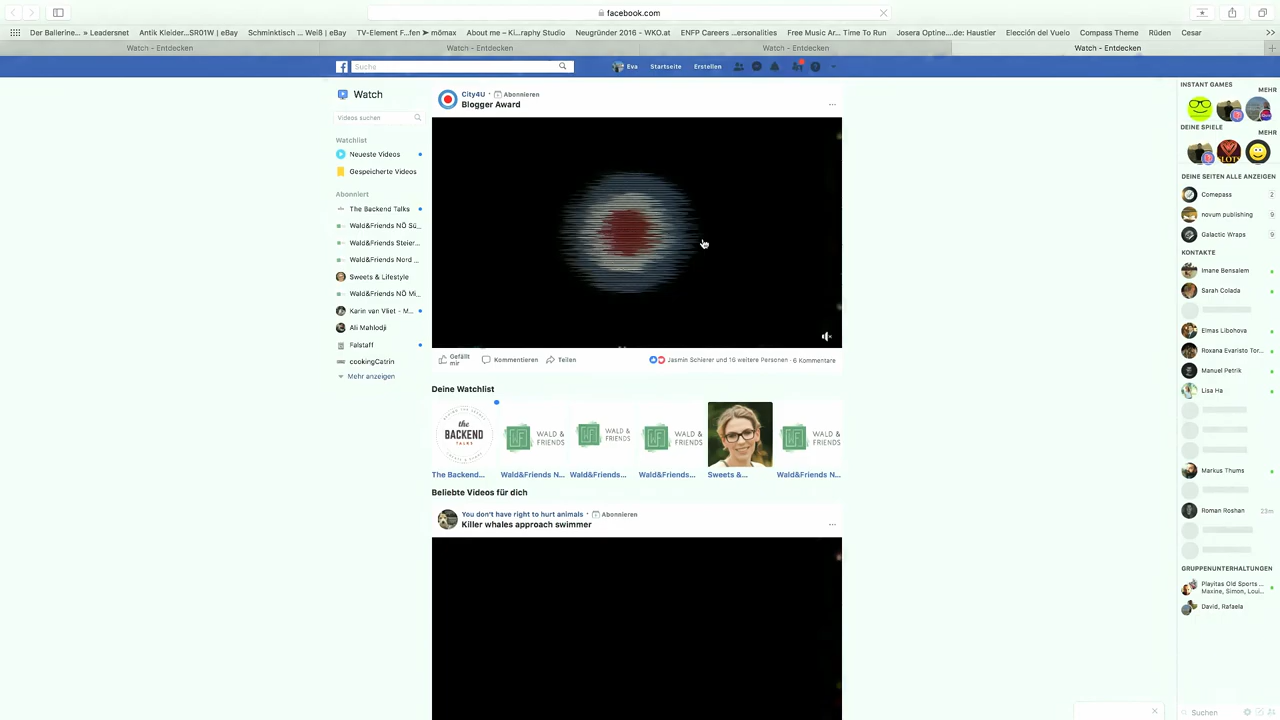 facebook.com
Der Ballerine... » Leadersnet
Antik Kleider...SR01W | eBay
Schminktisch ... Weiß | eBay
TV-Element F...fen ➤ mömax
About me – Ki...raphy Studio
Neugründer 2016 - WKO.at
ENFP Careers ...ersonalities
Free Music Ar... Time To Run
Josera Optine....de: Haustier
Elección del Vuelo
Compass Theme
Rüden
Cesar
Watch - Entdecken
Watch - Entdecken
Watch - Entdecken
Watch - Entdecken
Suche
Eva
Startseite
Erstellen
Watch
Videos suchen
Watchlist
Neueste Videos
Gespeicherte Videos
Abonniert
The Backend Talks
Wald&Friends NÖ Sü...
Wald&Friends Steier...
Wald&Friends Nord ...
Sweets & Lifestyle
Wald&Friends NÖ Mi...
Karin van Vliet - M...
Ali Mahlodji
Falstaff
cookingCatrin
Mehr anzeigen
City4U · Abonnieren
Blogger Award
Gefällt
mir
Kommentieren
Teilen
Jasmin Schierer und 16 weitere Personen · 6 Kommentare
Deine Watchlist
the
BACKEND
TALKS
WALD &
FRIENDS
WALD &
FRIENDS
WALD &
FRIENDS
WALD &
FRIENDS
The Backend...
Wald&Friends N...
Wald&Friends...
Wald&Friends...
Sweets &...
Wald&Friends N...
Beliebte Videos für dich
You don't have right to hurt animals · Abonnieren
Killer whales approach swimmer
INSTANT GAMES
MEHR
DEINE SPIELE
MEHR
SLOTS
DEINE SEITEN ALLE ANZEIGEN
Comepass
2
novum publishing
9
Galactic Wraps
9
KONTAKTE
Imane Bensalem
Sarah Colada
Elmas Libohova
Roxana Evaristo Tor...
Manuel Petrik
Lisa Ha
Markus Thums
Roman Roshan
23m
GRUPPENUNTERHALTUNGEN
Playitas Old Sports ...
Maxine, Simon, Loui...
David, Rafaela
Suchen